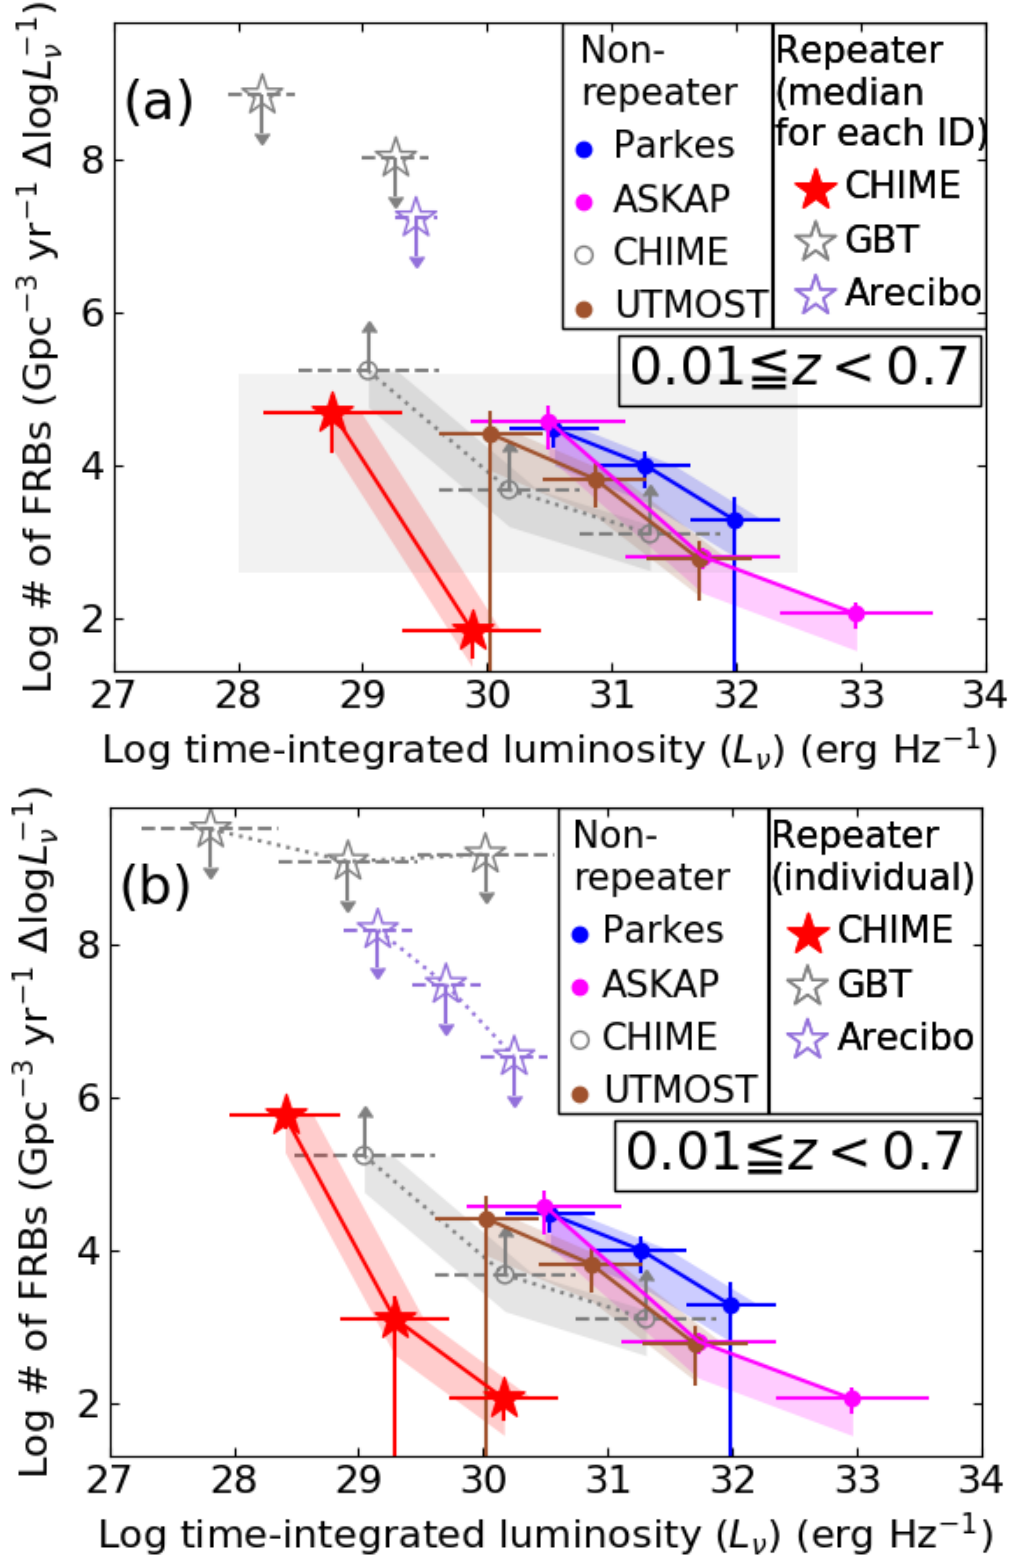 (a)
Log # of FRBs (Gpc⁻³ yr⁻¹ ΔlogLᵥ⁻¹)
8
6
4
2
Non-
repeater
Parkes
ASKAP
CHIME
UTMOST
Repeater
(median
for each ID)
CHIME
GBT
Arecibo
0.01≦z<0.7
27 28 29 30 31 32 33 34
Log time-integrated luminosity (Lᵥ) (erg Hz⁻¹)
(b)
Log # of FRBs (Gpc⁻³ yr⁻¹ ΔlogLᵥ⁻¹)
8
6
4
2
Non-
repeater
Parkes
ASKAP
CHIME
UTMOST
Repeater
(individual)
CHIME
GBT
Arecibo
0.01≦z<0.7
27 28 29 30 31 32 33 34
Log time-integrated luminosity (Lᵥ) (erg Hz⁻¹)